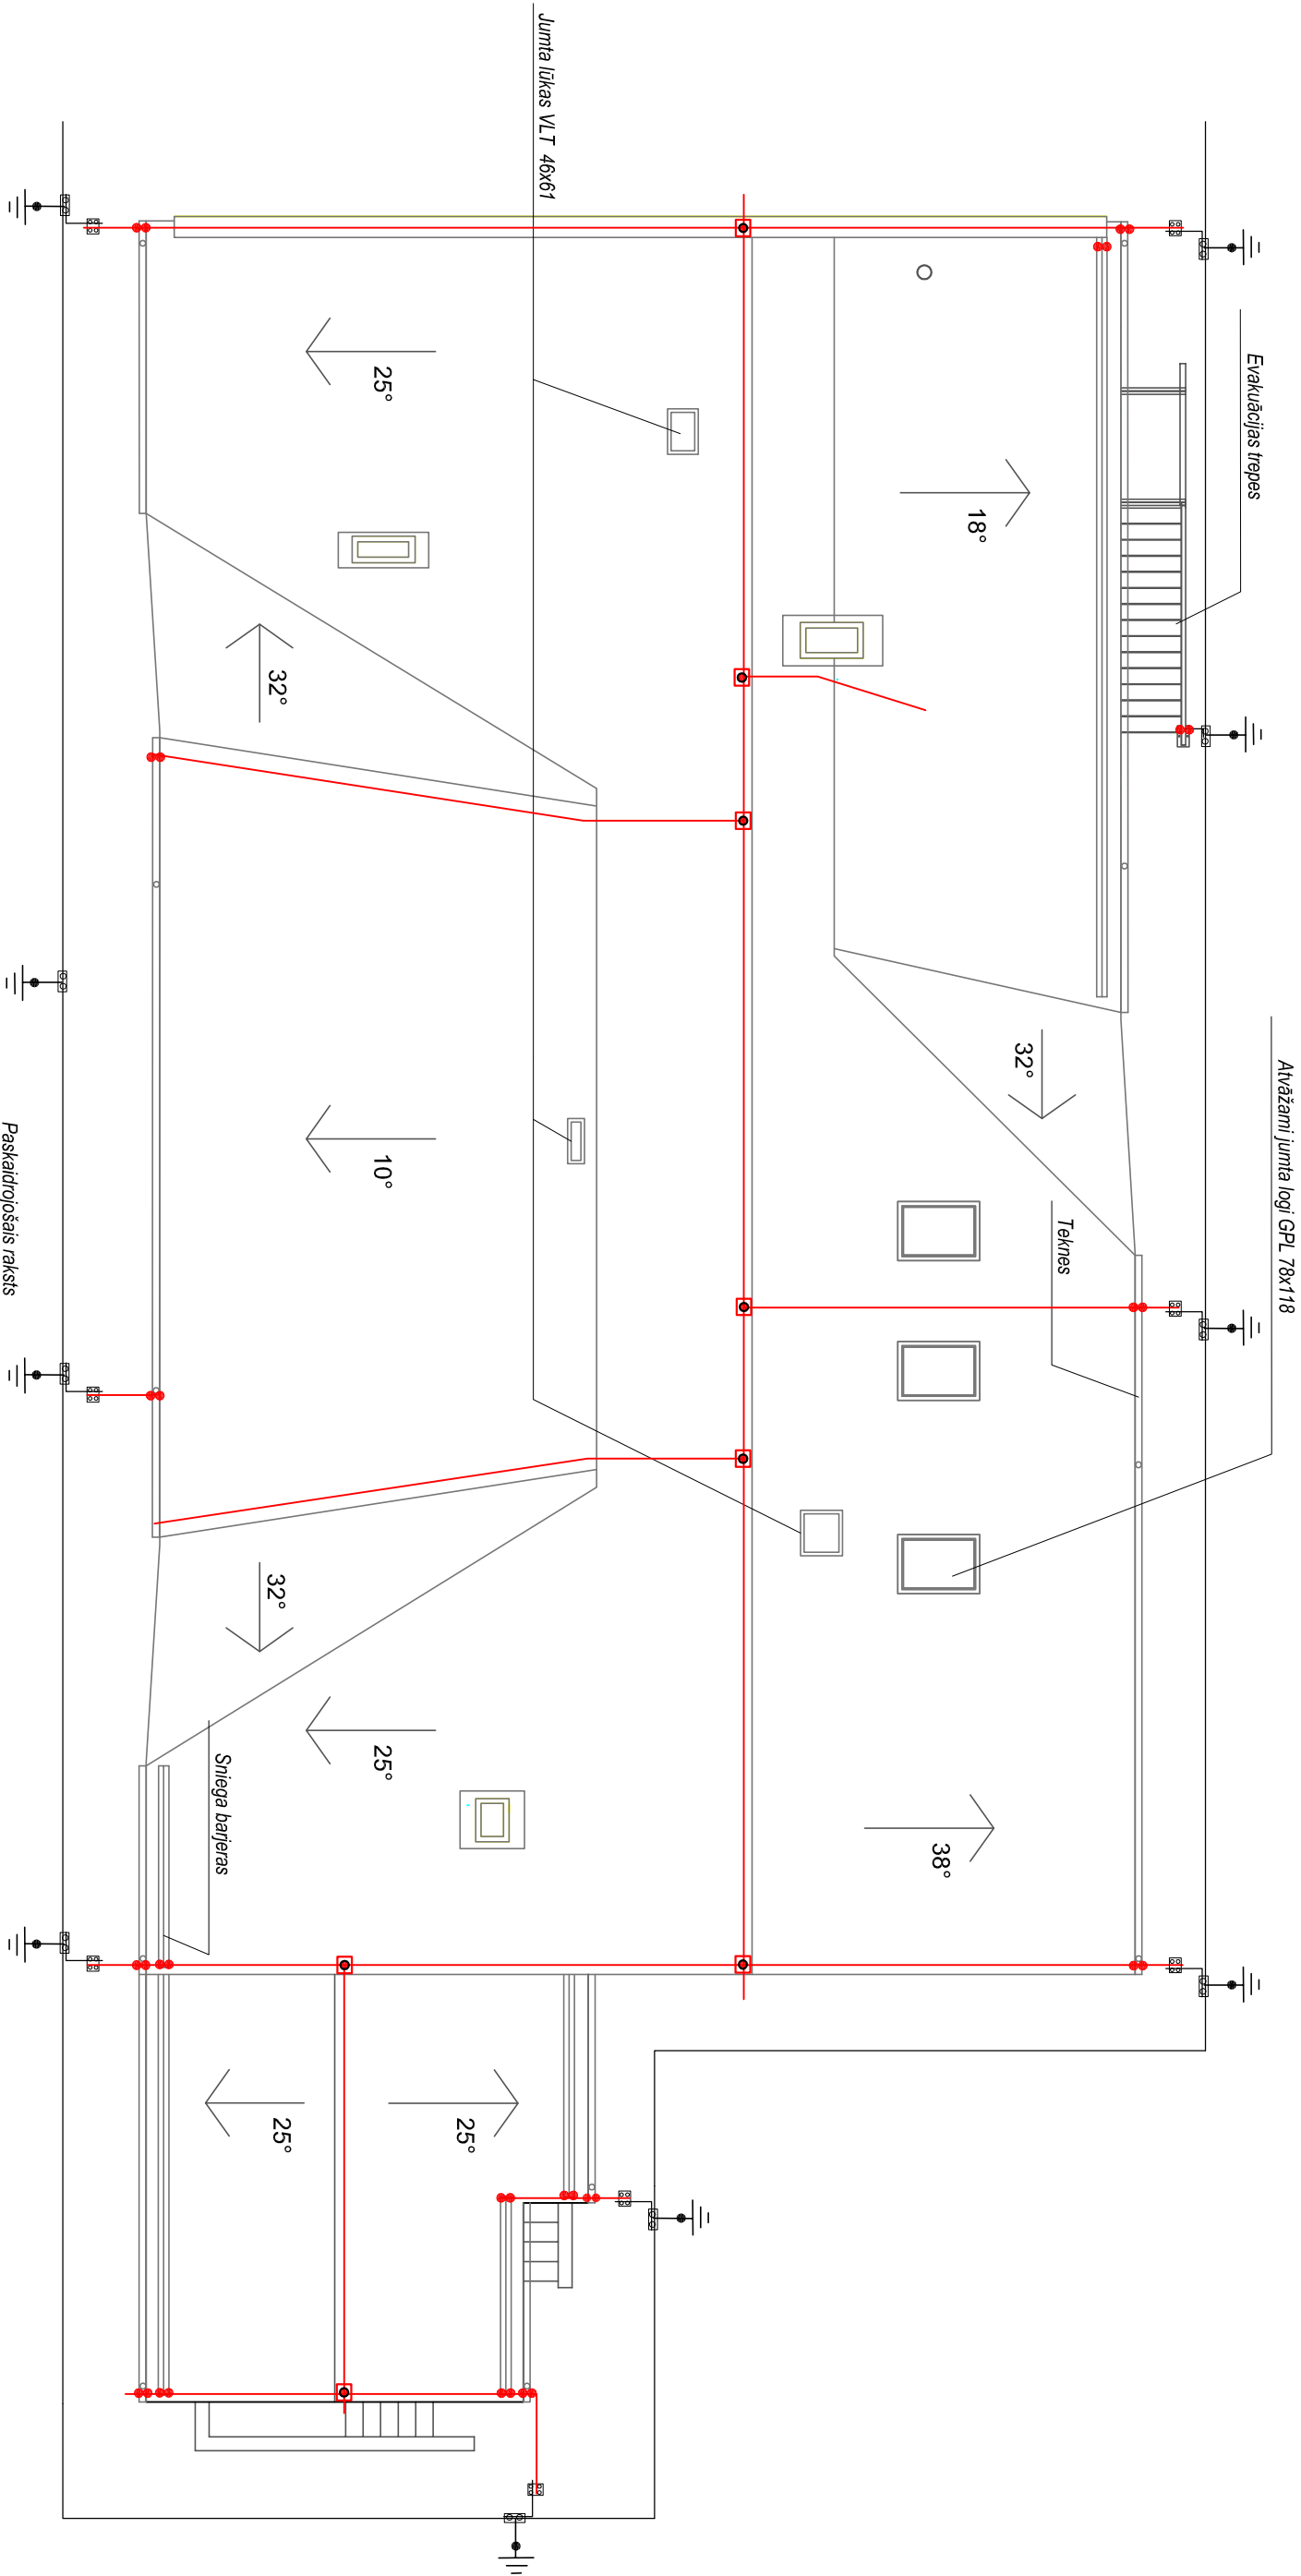 Atvāžami jumta logi GPL 78x118
Evakuācijas trepes
Teknes
Jumta lūkas VLT 46x61
Sniega barjeras
Paskaidrojošais raksts
18°
32°
38°
25°
32°
10°
32°
25°
25°
25°